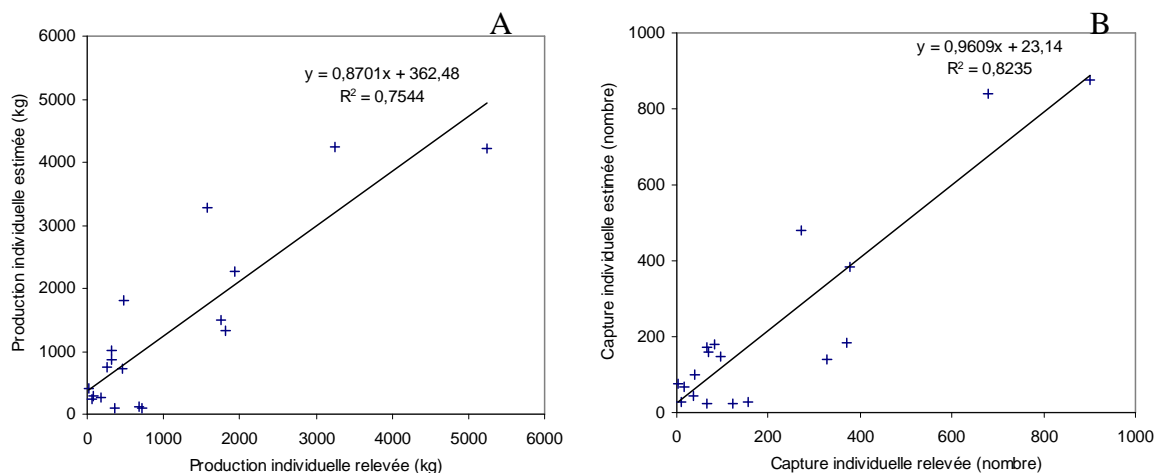 A
6000
5000
4000
3000
2000
1000
0
Production individuelle estimée (kg)
y = 0,8701x + 362,48
R² = 0,7544
0 1000 2000 3000 4000 5000 6000
Production individuelle relevée (kg)
B
1000
800
600
400
200
0
Capture individuelle estimée (nombre)
y = 0,9609x + 23,14
R² = 0,8235
0 200 400 600 800 1000
Capture individuelle relevée (nombre)